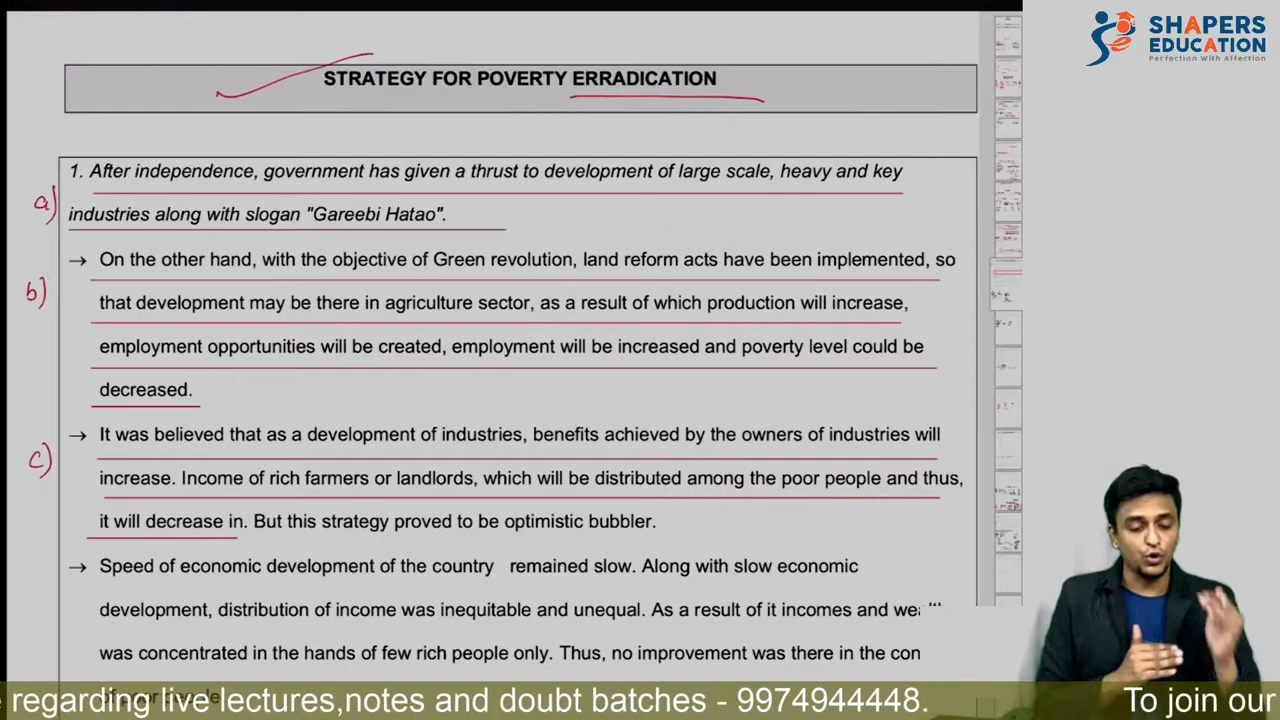 SHAPERS
EDUCATION
Perfection With Affection
STRATEGY FOR POVERTY ERRADICATION
1. After independence, government has given a thrust to development of large scale, heavy and key
a)
industries along with slogan "Gareebi Hatao".
→ On the other hand, with the objective of Green revolution, land reform acts have been implemented, so
b)
that development may be there in agriculture sector, as a result of which production will increase,
employment opportunities will be created, employment will be increased and poverty level could be
decreased.
→ It was believed that as a development of industries, benefits achieved by the owners of industries will
c)
increase. Income of rich farmers or landlords, which will be distributed among the poor people and thus,
it will decrease in. But this strategy proved to be optimistic bubbler.
→ Speed of economic development of the country remained slow. Along with slow economic
development, distribution of income was inequitable and unequal. As a result of it incomes and
was concentrated in the hands of few rich people only. Thus, no improvement was there in the con
e regarding live lectures,notes and doubt batches - 9974944448. To join our